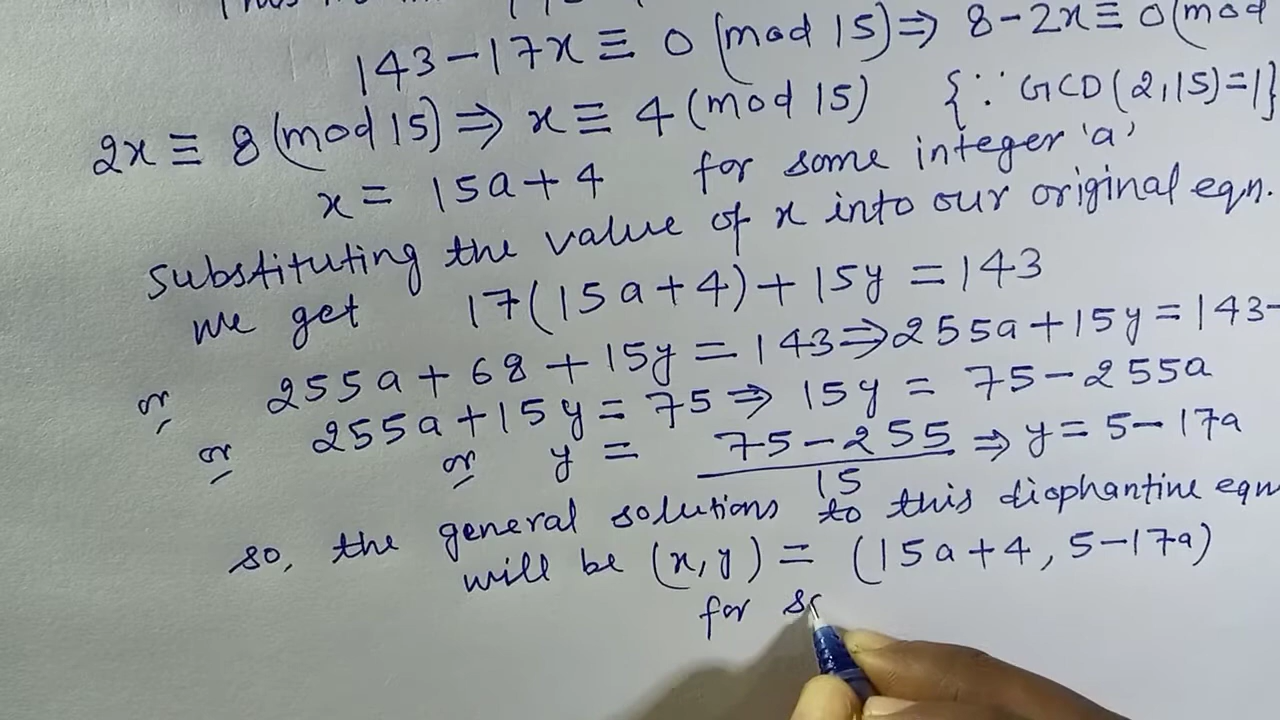 143-17x ≡ 0 (mod 15) ⇒ 8-2x ≡ 0 (mod
2x ≡ 8 (mod 15) ⇒ x ≡ 4 (mod 15) {∵ GCD(2,15)=1}
x = 15a+4 for some integer 'a'
Substituting the value of x into our original eqn.
we get 17(15a+4)+15y = 143
or 255a+68+15y = 143 ⇒ 255a+15y = 143-
or 255a+15y = 75 ⇒ 15y = 75-255a
or y = 75-255 / 15 ⇒ y = 5-17a
so, the general solutions to this diophantine eqn
will be (x,y) = (15a+4, 5-17a)
for so